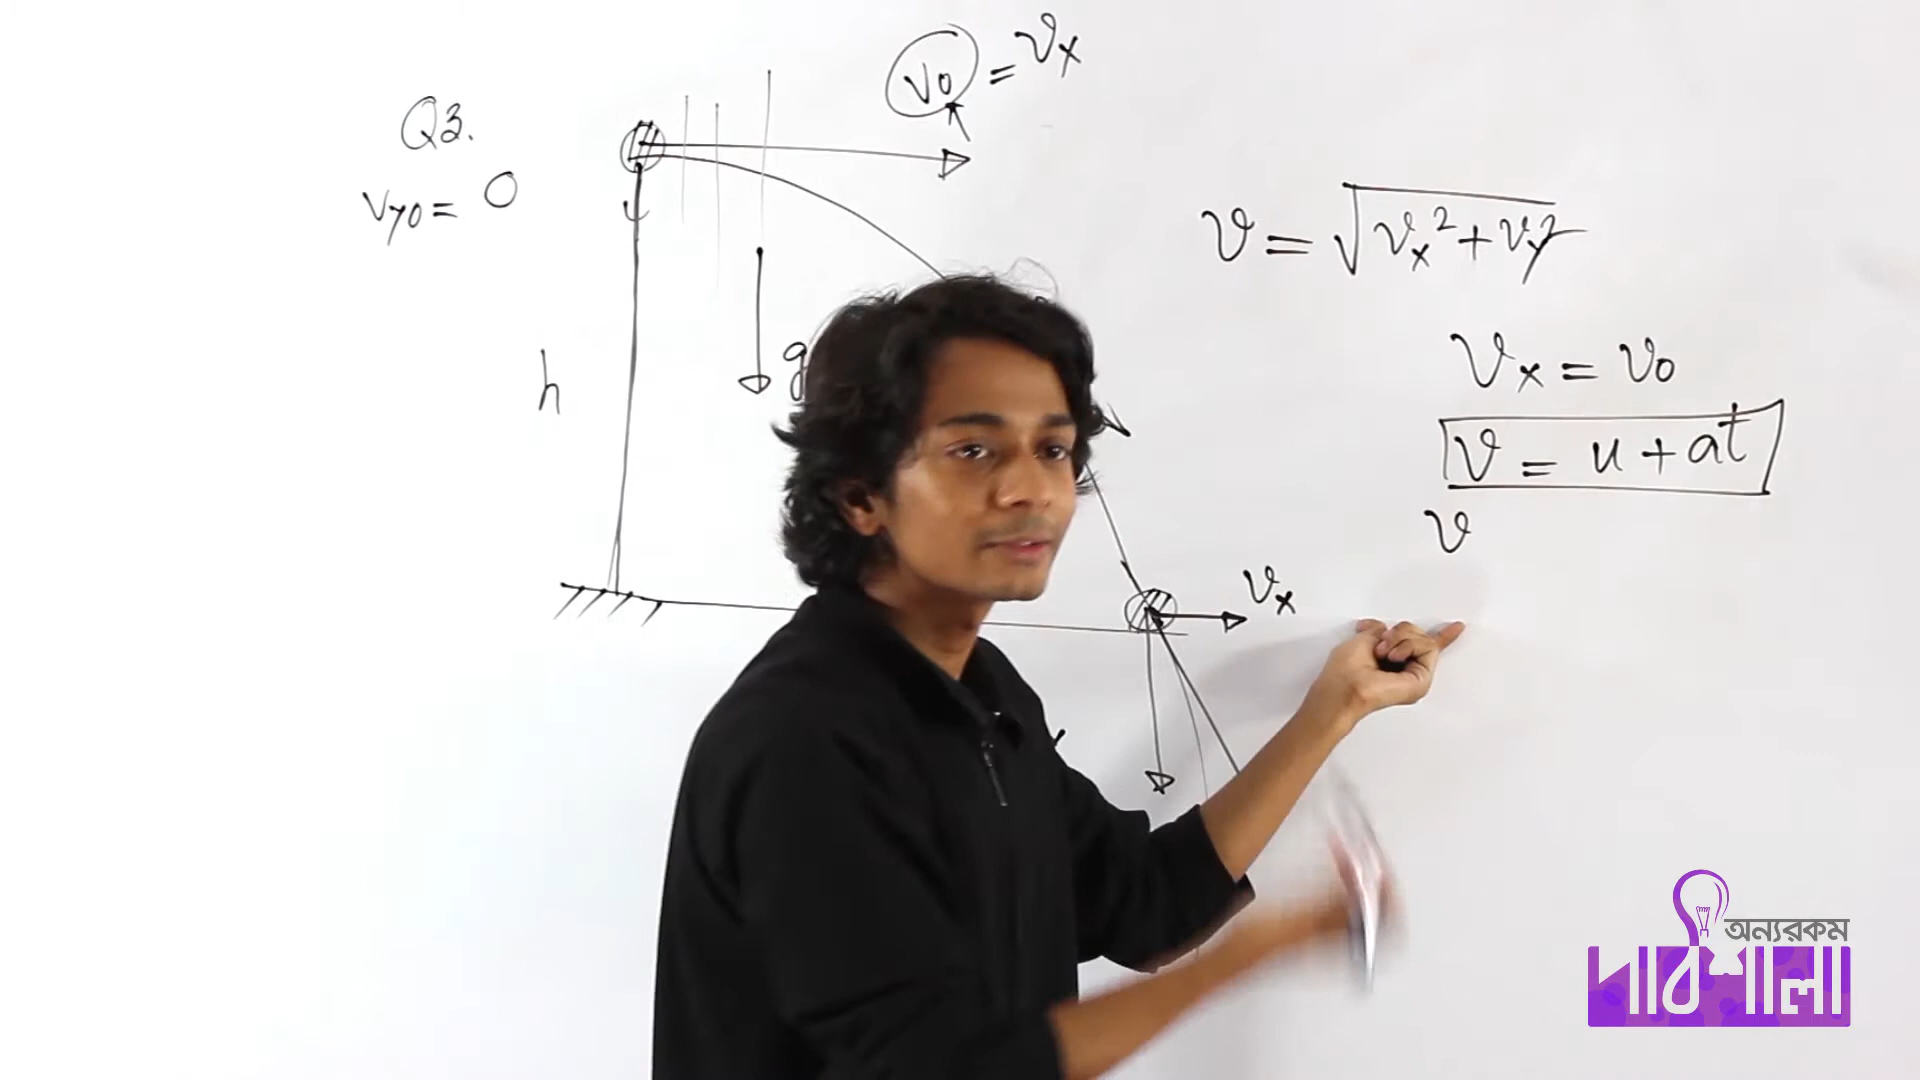 v0 = vx
Q3.
vy0 = 0
v = √vx² + vy²
h
g
vx = v0
v = u + at
v
vx
অন্যরকম
পাঠশালা